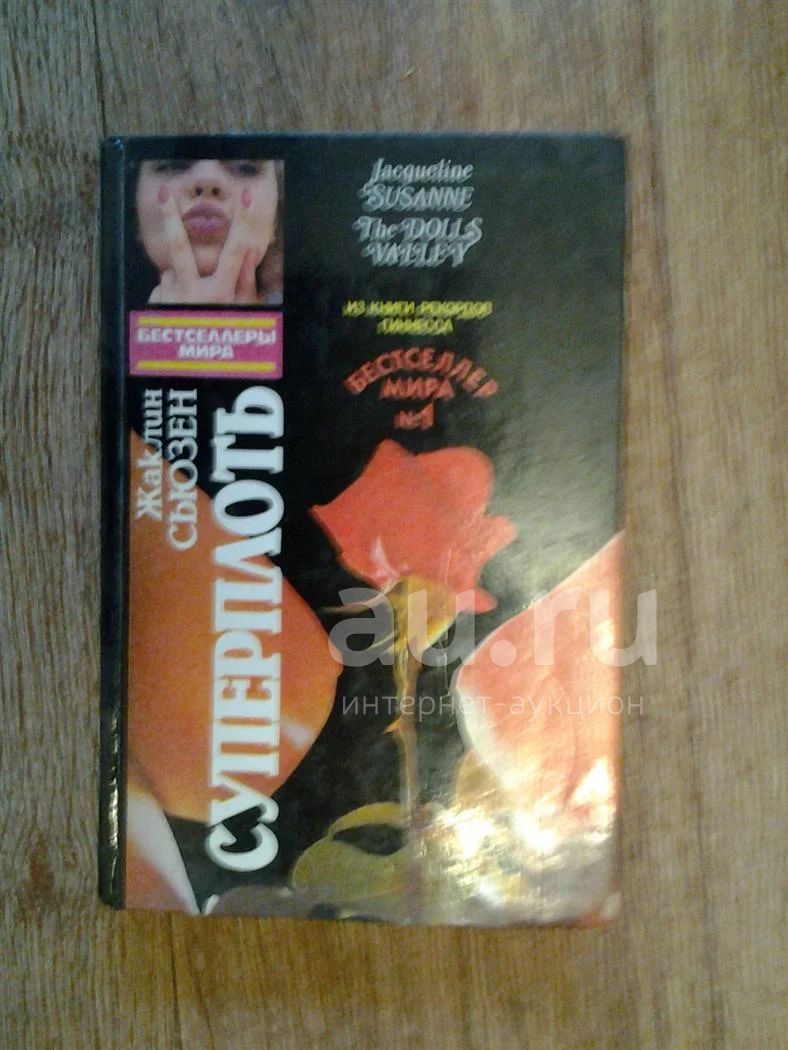 Jacqueline
SUSANNE
The DOLLS
VALLEY
ИЗ КНИГИ РЕКОРДОВ
ГИННЕССА
БЕСТСЕЛЛЕР
МИРА
№1
БЕСТСЕЛЛЕРЫ
МИРА
Жаклин
СЬЮЗЕН
СУПЕРПЛОТЬ
au.ru
интернет-аукцион